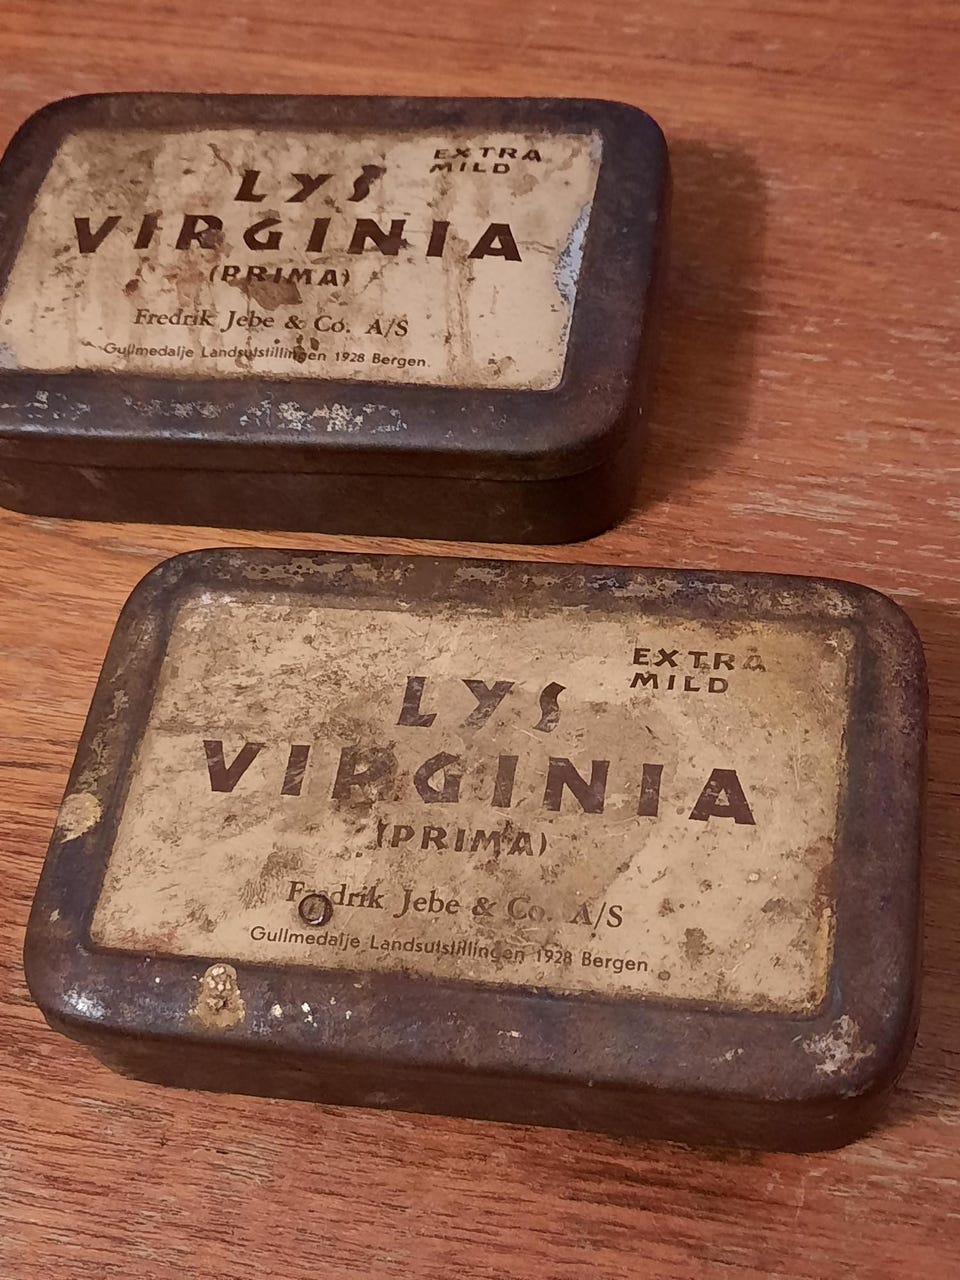 EXTRA
MILD
LYS
VIRGINIA
(PRIMA)
Fredrik Jebe & Co. A/S
Gullmedalje Landsutstillingen 1928 Bergen.
EXTRA
MILD
LYS
VIRGINIA
(PRIMA)
Fredrik Jebe & Co. A/S
Gullmedalje Landsutstillingen 1928 Bergen.